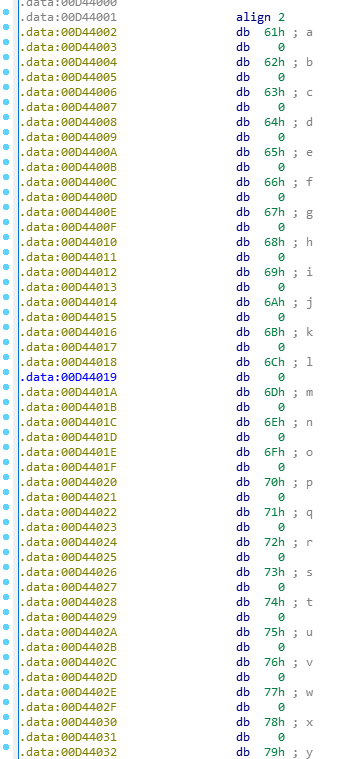 .data:00D44000
.data:00D44001 align 2
.data:00D44002 db 61h ; a
.data:00D44003 db 0
.data:00D44004 db 62h ; b
.data:00D44005 db 0
.data:00D44006 db 63h ; c
.data:00D44007 db 0
.data:00D44008 db 64h ; d
.data:00D44009 db 0
.data:00D4400A db 65h ; e
.data:00D4400B db 0
.data:00D4400C db 66h ; f
.data:00D4400D db 0
.data:00D4400E db 67h ; g
.data:00D4400F db 0
.data:00D44010 db 68h ; h
.data:00D44011 db 0
.data:00D44012 db 69h ; i
.data:00D44013 db 0
.data:00D44014 db 6Ah ; j
.data:00D44015 db 0
.data:00D44016 db 6Bh ; k
.data:00D44017 db 0
.data:00D44018 db 6Ch ; l
.data:00D44019 db 0
.data:00D4401A db 6Dh ; m
.data:00D4401B db 0
.data:00D4401C db 6Eh ; n
.data:00D4401D db 0
.data:00D4401E db 6Fh ; o
.data:00D4401F db 0
.data:00D44020 db 70h ; p
.data:00D44021 db 0
.data:00D44022 db 71h ; q
.data:00D44023 db 0
.data:00D44024 db 72h ; r
.data:00D44025 db 0
.data:00D44026 db 73h ; s
.data:00D44027 db 0
.data:00D44028 db 74h ; t
.data:00D44029 db 0
.data:00D4402A db 75h ; u
.data:00D4402B db 0
.data:00D4402C db 76h ; v
.data:00D4402D db 0
.data:00D4402E db 77h ; w
.data:00D4402F db 0
.data:00D44030 db 78h ; x
.data:00D44031 db 0
.data:00D44032 db 79h ; y